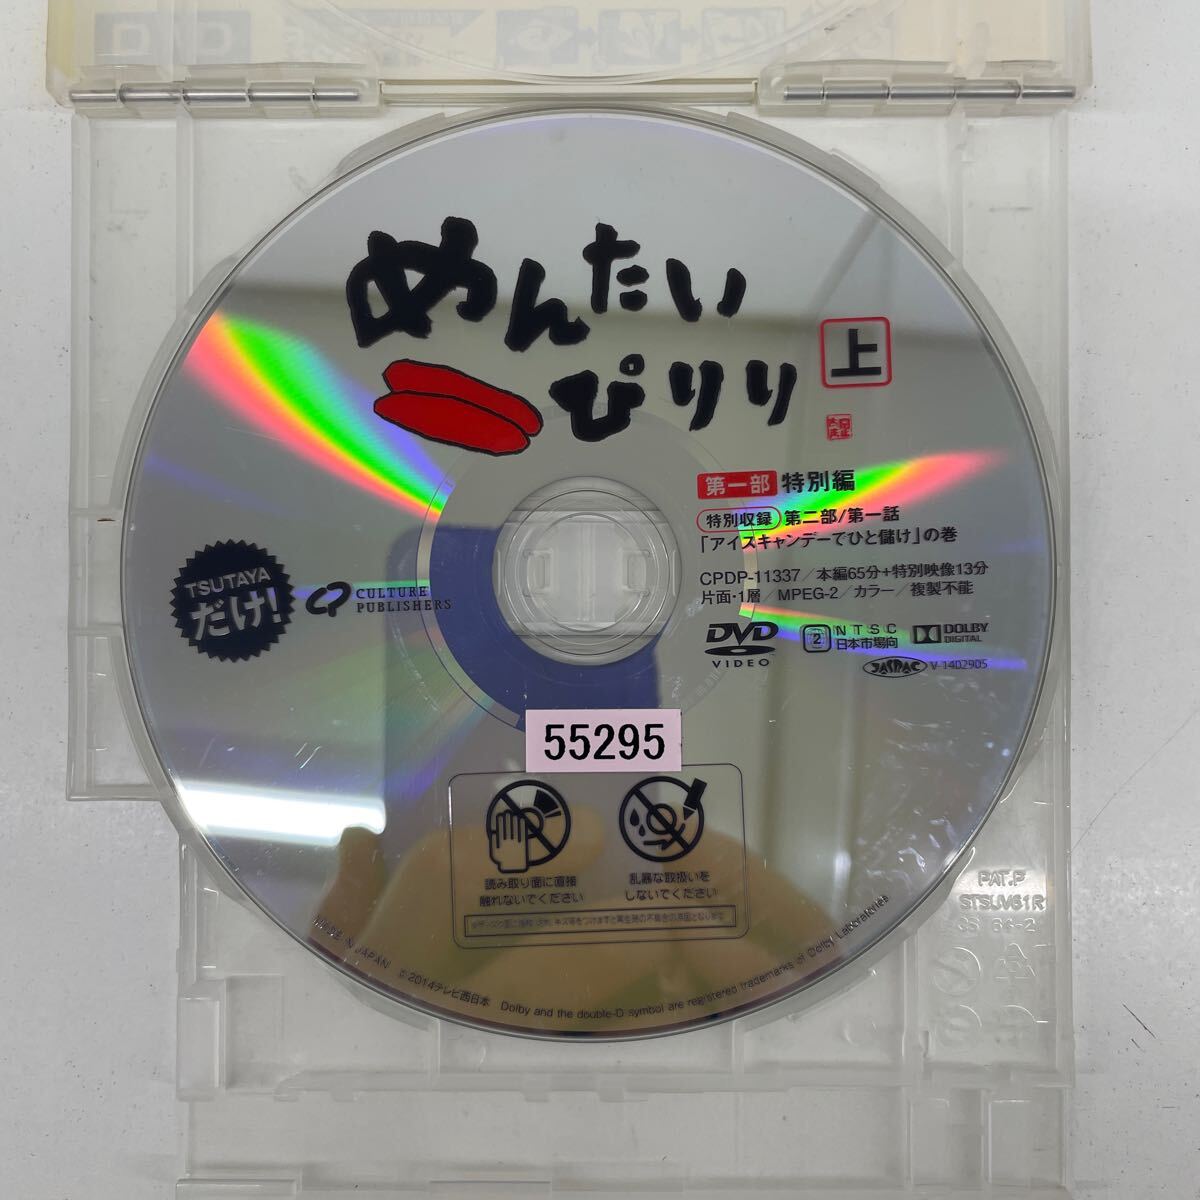 めんたい
ぴりり
上
第一部 特別編
特別収録 第二部/第一話
「アイスキャンデーでひと儲け」の巻
CPDP-11337/本編65分+特別映像13分
片面・1層/MPEG-2/カラー/複製不能
DVD
VIDEO
2
NTSC
日本市場向
DOLBY
DIGITAL
JASRAC
V-1402905
TSUTAYA
だけ!
CULTURE
PUBLISHERS
55295
読み取り面に直接
触れないでください
乱暴な取扱いを
しないでください
MADE IN JAPAN
©2014テレビ西日本
Dolby and the double-D symbol are registered trademarks of Dolby Laboratories
PAT.P